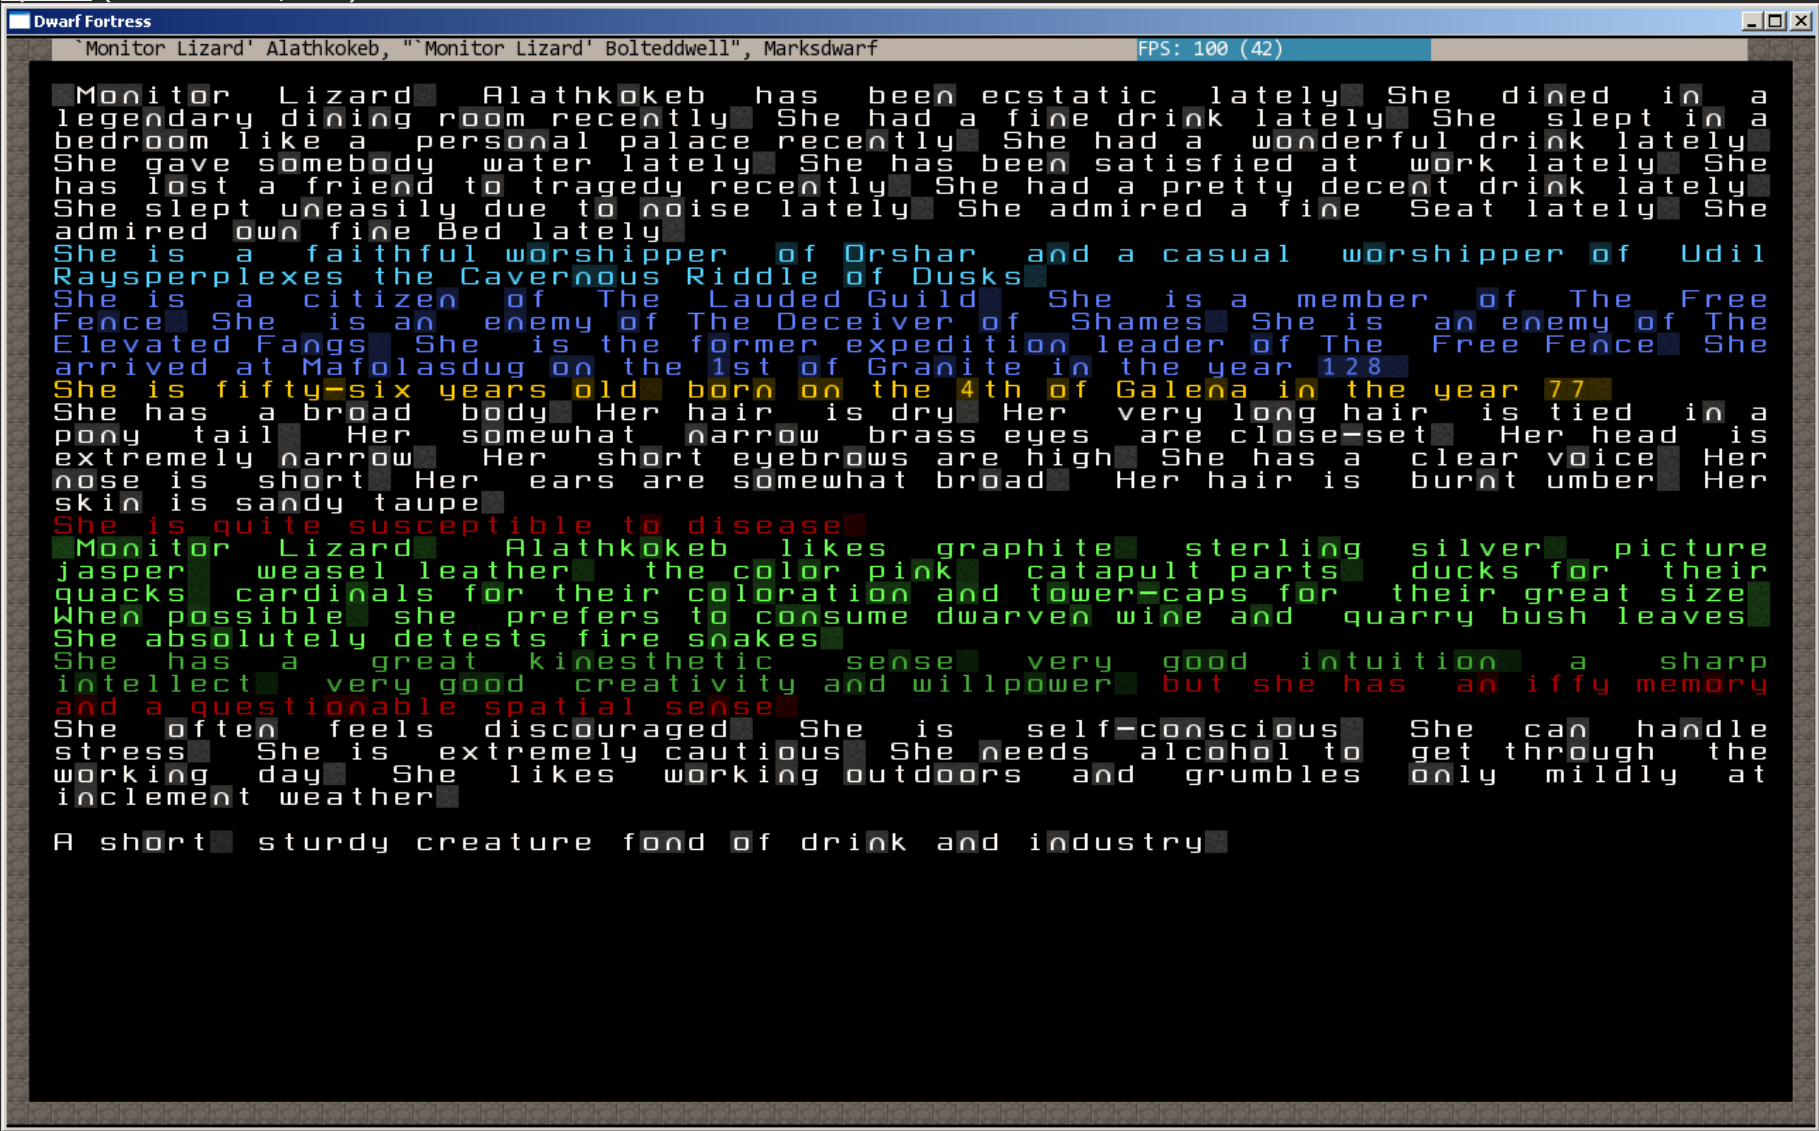 Dwarf Fortress
`Monitor Lizard' Alathkokeb, "`Monitor Lizard' Bolteddwell", Marksdwarf FPS: 100 (42)
Monitor Lizard Alathkokeb has been ecstatic lately She dined in a
legendary dining room recently She had a fine drink lately She slept in a
bedroom like a personal palace recently She had a wonderful drink lately
She gave somebody water lately She has been satisfied at work lately She
has lost a friend to tragedy recently She had a pretty decent drink lately
She slept uneasily due to noise lately She admired a fine Seat lately She
admired own fine Bed lately
She is a faithful worshipper of Orshar and a casual worshipper of Udil
Raysperplexes the Cavernous Riddle of Dusks
She is a citizen of The Lauded Guild She is a member of The Free
Fence She is an enemy of The Deceiver of Shames She is an enemy of The
Elevated Fangs She is the former expedition leader of The Free Fence She
arrived at Mafolasdug on the 1st of Granite in the year 128
She is fifty-six years old born on the 4th of Galena in the year 77
She has a broad body Her hair is dry Her very long hair is tied in a
pony tail Her somewhat narrow brass eyes are close-set Her head is
extremely narrow Her short eyebrows are high She has a clear voice Her
nose is short Her ears are somewhat broad Her hair is burnt umber Her
skin is sandy taupe
She is quite susceptible to disease
Monitor Lizard Alathkokeb likes graphite sterling silver picture
jasper weasel leather the color pink catapult parts ducks for their
quacks cardinals for their coloration and tower-caps for their great size
When possible she prefers to consume dwarven wine and quarry bush leaves
She absolutely detests fire snakes
She has a great kinesthetic sense very good intuition a sharp
intellect very good creativity and willpower but she has an iffy memory
and a questionable spatial sense
She often feels discouraged She is self-conscious She can handle
stress She is extremely cautious She needs alcohol to get through the
working day She likes working outdoors and grumbles only mildly at
inclement weather
A short sturdy creature fond of drink and industry